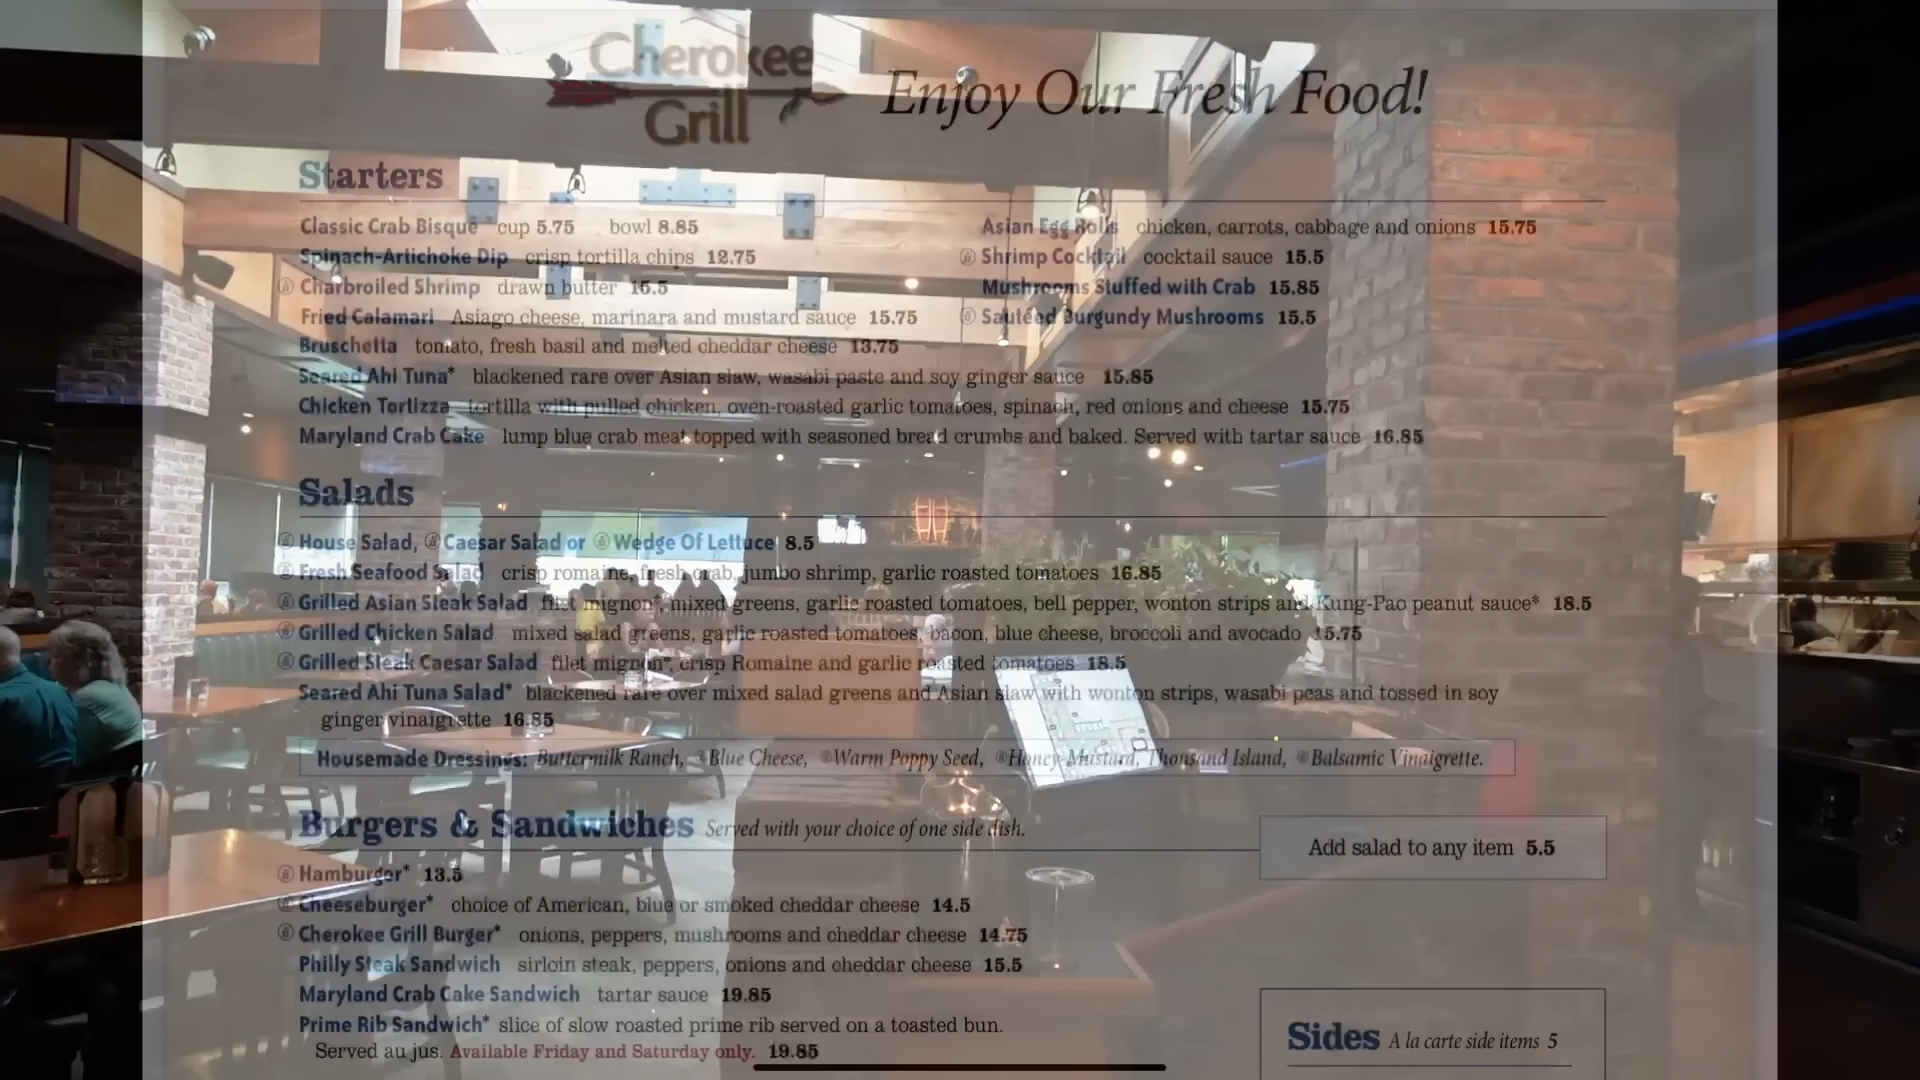 Cherokee
Grill
Enjoy Our Fresh Food!
Starters
Classic Crab Bisque cup 5.75 bowl 8.85
Asian Egg Rolls chicken, carrots, cabbage and onions 15.75
Spinach-Artichoke Dip crisp tortilla chips 12.75
Shrimp Cocktail cocktail sauce 15.5
Charbroiled Shrimp drawn butter 15.5
Mushrooms Stuffed with Crab 15.85
Fried Calamari Asiago cheese, marinara and mustard sauce 15.75
Sautéed Burgundy Mushrooms 15.5
Bruschetta tomato, fresh basil and melted cheddar cheese 13.75
Seared Ahi Tuna* blackened rare over Asian slaw, wasabi paste and soy ginger sauce 15.85
Chicken Tortizza tortilla with pulled chicken, oven-roasted garlic tomatoes, spinach, red onions and cheese 15.75
Maryland Crab Cake lump blue crab meat topped with seasoned bread crumbs and baked. Served with tartar sauce 16.85
Salads
House Salad, Caesar Salad or Wedge Of Lettuce 8.5
Fresh Seafood Salad crisp romaine, fresh crab, jumbo shrimp, garlic roasted tomatoes 16.85
Grilled Asian Steak Salad filet mignon*, mixed greens, garlic roasted tomatoes, bell pepper, wonton strips and Kung-Pao peanut sauce* 18.5
Grilled Chicken Salad mixed salad greens, garlic roasted tomatoes, bacon, blue cheese, broccoli and avocado 15.75
Grilled Steak Caesar Salad filet mignon*, crisp Romaine and garlic roasted tomatoes 18.5
Seared Ahi Tuna Salad* blackened rare over mixed salad greens and Asian slaw with wonton strips, wasabi peas and tossed in soy
ginger vinaigrette 16.85
Housemade Dressings: Buttermilk Ranch, Blue Cheese, Warm Poppy Seed, Honey-Mustard, Thousand Island, Balsamic Vinaigrette.
Burgers & Sandwiches Served with your choice of one side dish.
Add salad to any item 5.5
Hamburger* 13.5
Cheeseburger* choice of American, blue or smoked cheddar cheese 14.5
Cherokee Grill Burger* onions, peppers, mushrooms and cheddar cheese 14.75
Philly Steak Sandwich sirloin steak, peppers, onions and cheddar cheese 15.5
Maryland Crab Cake Sandwich tartar sauce 19.85
Prime Rib Sandwich* slice of slow roasted prime rib served on a toasted bun.
Served au jus. Available Friday and Saturday only. 19.85
Sides A la carte side items 5